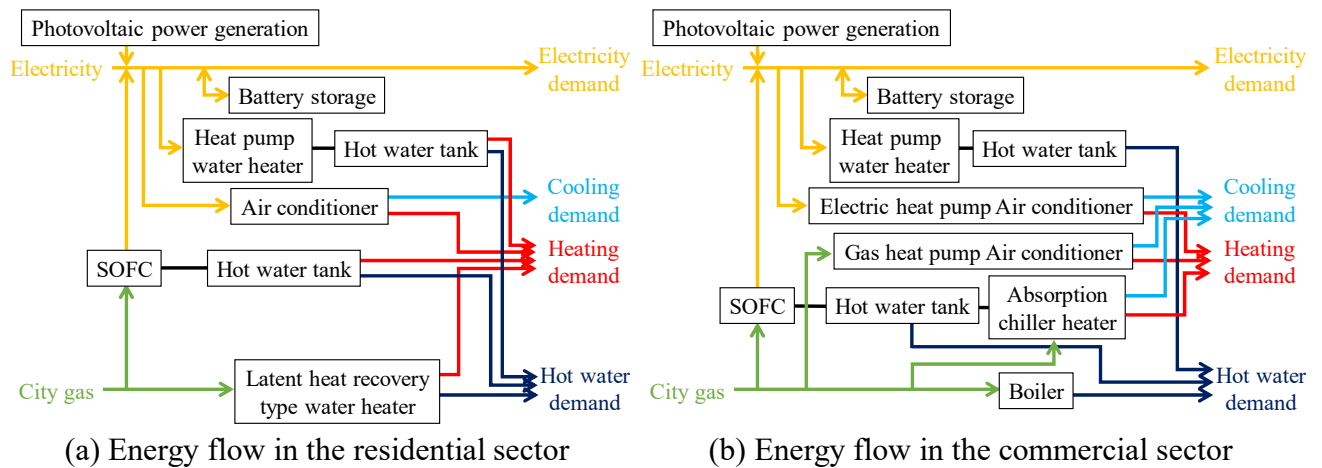 Photovoltaic power generation
Electricity
Electricity
demand
Battery storage
Heat pump
water heater
Hot water tank
Cooling
demand
Air conditioner
Heating
demand
SOFC
Hot water tank
City gas
Latent heat recovery
type water heater
Hot water
demand
(a) Energy flow in the residential sector
Photovoltaic power generation
Electricity
Electricity
demand
Battery storage
Heat pump
water heater
Hot water tank
Cooling
demand
Electric heat pump Air conditioner
Gas heat pump Air conditioner
Heating
demand
SOFC
Hot water tank
Absorption
chiller heater
City gas
Boiler
Hot water
demand
(b) Energy flow in the commercial sector